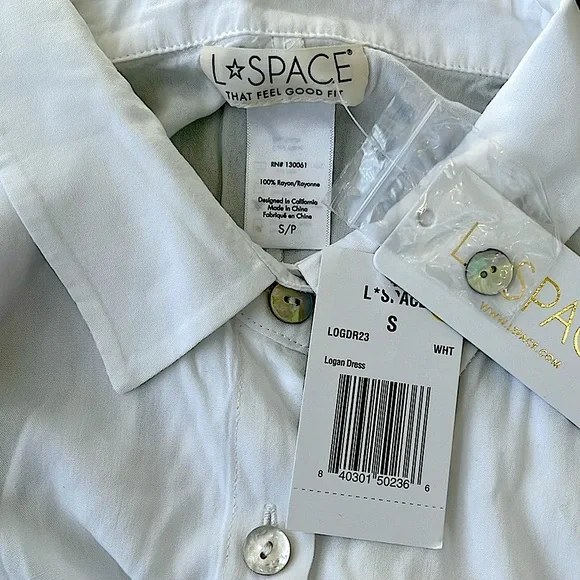 L☆SPACE®
THAT FEEL GOOD FIT
RN# 130061
100% Rayon/Rayonne
Designed in California
Made in China
Fabriqué en Chine
S/P
L*SPACE
S
LOGDR23
WHT
Logan Dress
8 40301 50236 6
L☆SPAC
WWW.LSPACE.COM